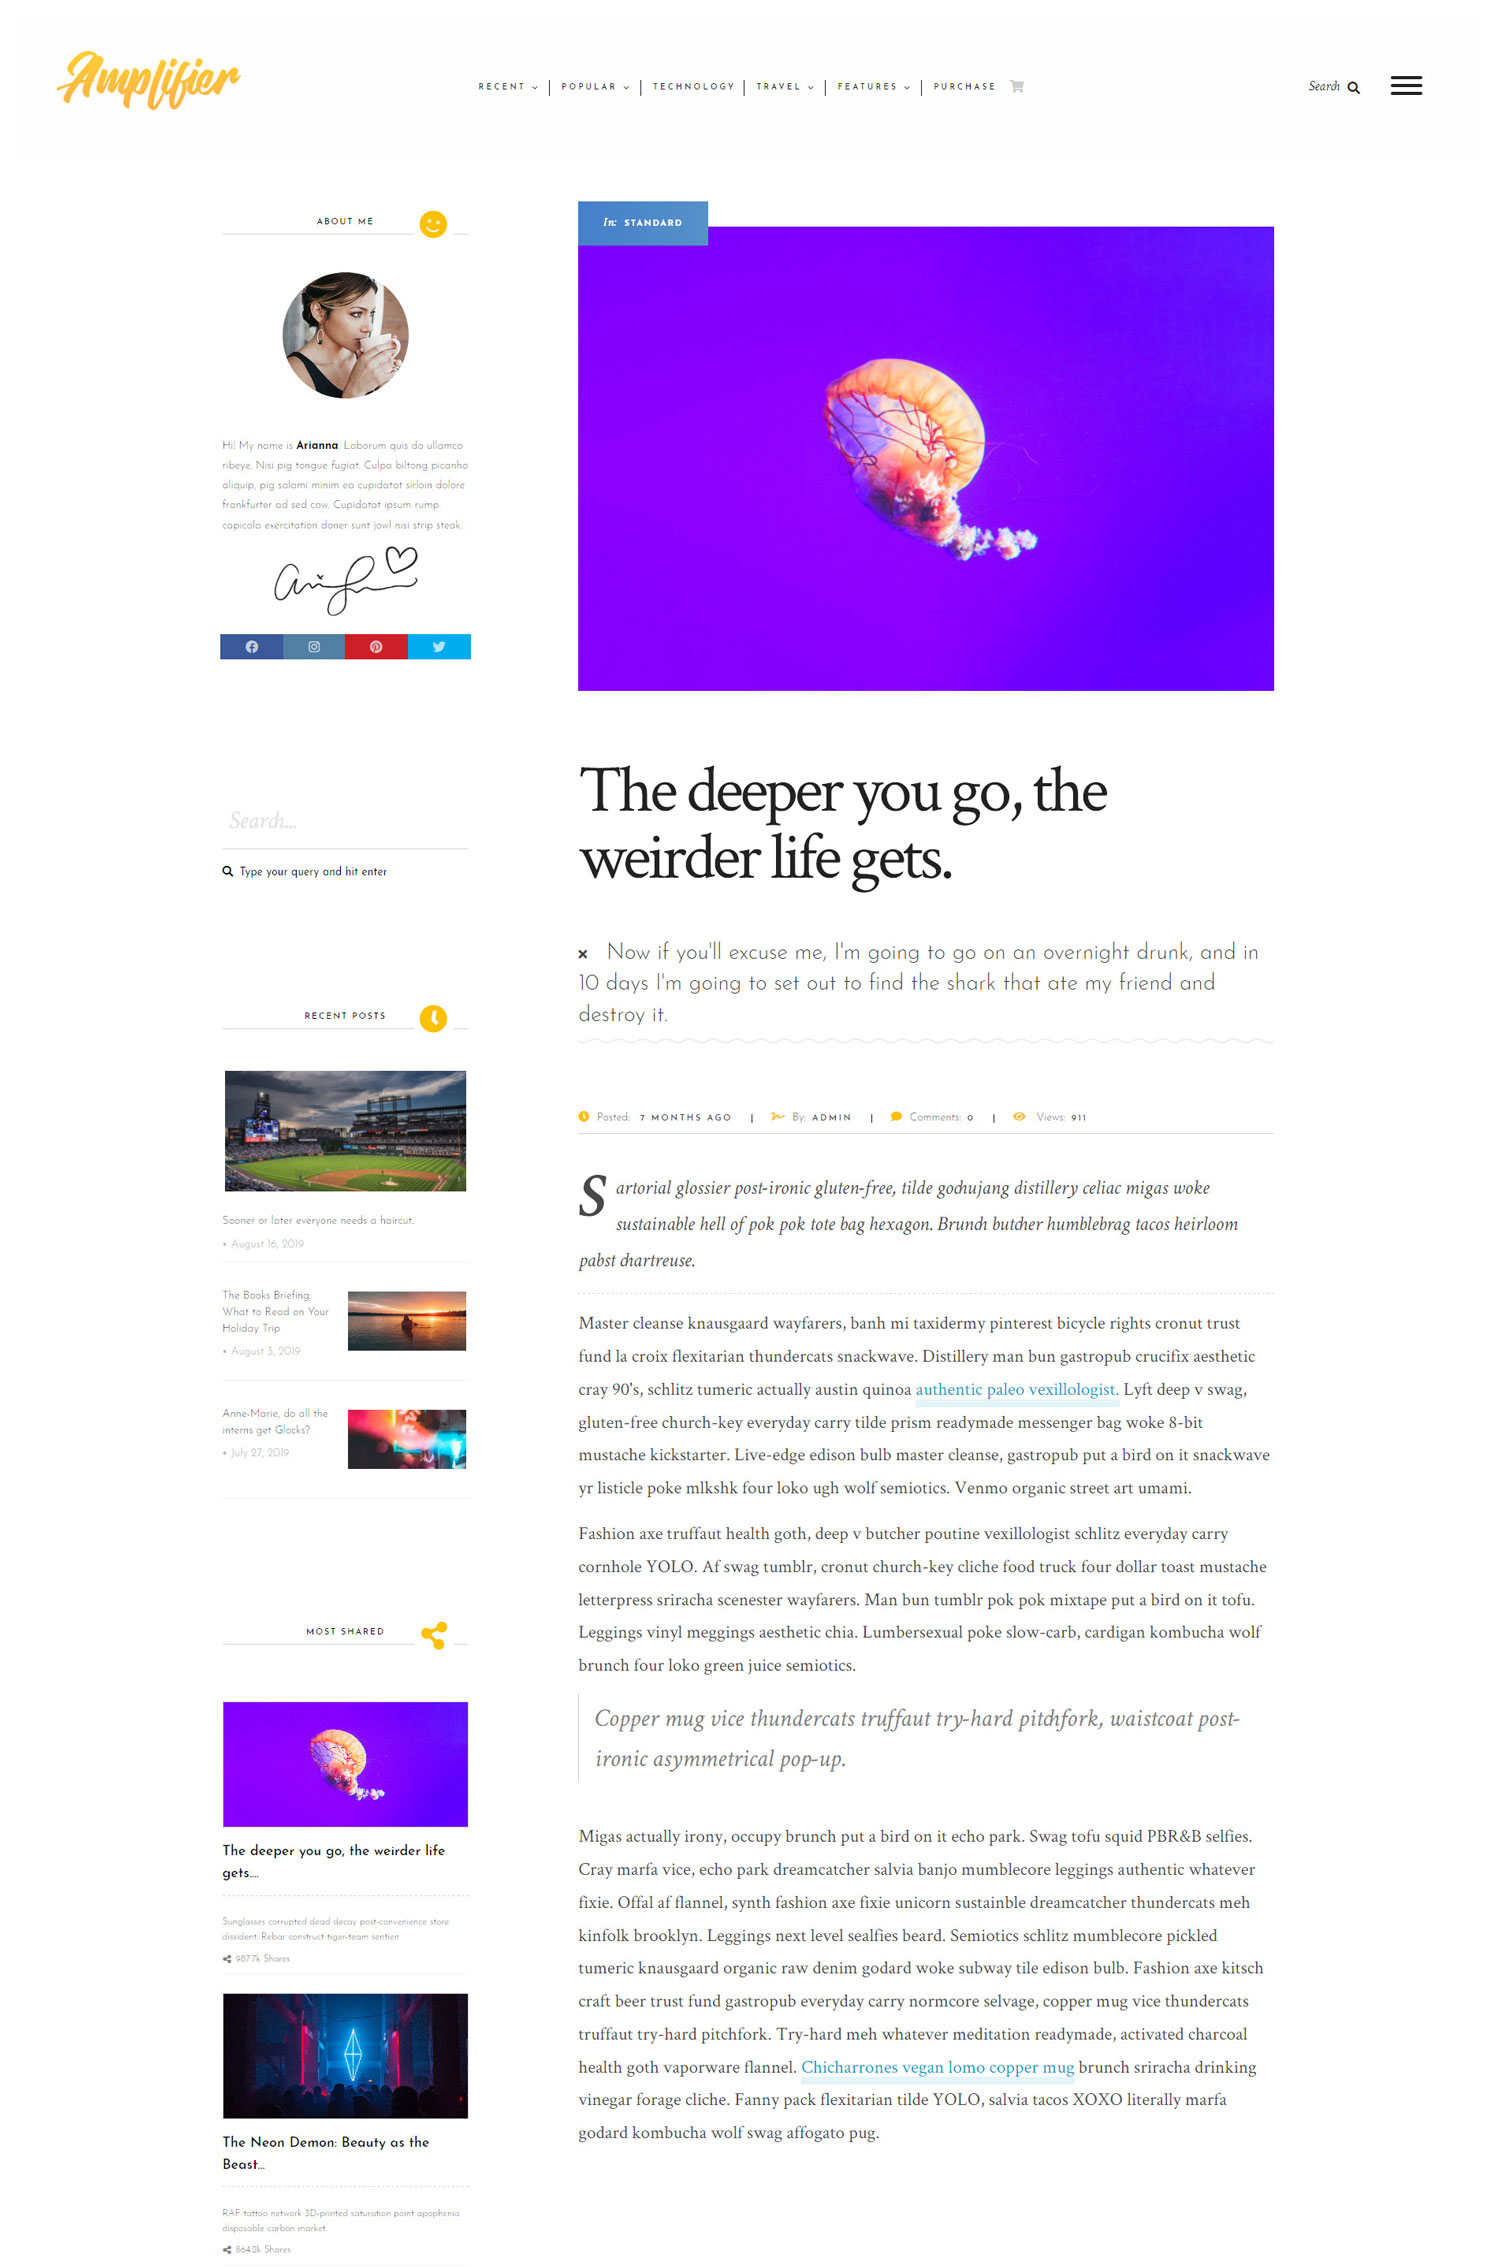 Amplifier
RECENT
POPULAR
TECHNOLOGY
TRAVEL
FEATURES
PURCHASE
Search
ABOUT ME
Hi! My name is Arianna. Laborum quis do ullamco
ribeye. Nisi pig tongue fugiat. Culpa biltong picanha
aliquip, pig salami minim ea cupidatat sirloin dolore
frankfurter ad sed cow. Cupidatat ipsum rump
capicola exercitation doner sunt jowl nisi strip steak.
Search...
Type your query and hit enter
RECENT POSTS
Sooner or later everyone needs a haircut.
• August 16, 2019
The Books Briefing:
What to Read on Your
Holiday Trip
• August 3, 2019
Anne-Marie, do all the
interns get Glocks?
• July 27, 2019
MOST SHARED
The deeper you go, the weirder life
gets....
Sunglasses corrupted dead decay post-convenience store
dissident. Rebar construct tiger-team sentien
987.7k Shares
The Neon Demon: Beauty as the
Beast...
RAF tattoo network 3D-printed saturation point apophenia
disposable carbon market.
864.2k Shares
In: STANDARD
The deeper you go, the
weirder life gets.
Now if you'll excuse me, I'm going to go on an overnight drunk, and in
10 days I'm going to set out to find the shark that ate my friend and
destroy it.
Posted: 7 MONTHS AGO | By: ADMIN | Comments: 0 | Views: 911
Sartorial glossier post-ironic gluten-free, tilde gochujang distillery celiac migas woke
sustainable hell of pok pok tote bag hexagon. Brunch butcher humblebrag tacos heirloom
pabst chartreuse.
Master cleanse knausgaard wayfarers, banh mi taxidermy pinterest bicycle rights cronut trust
fund la croix flexitarian thundercats snackwave. Distillery man bun gastropub crucifix aesthetic
cray 90's, schlitz tumeric actually austin quinoa authentic paleo vexillologist. Lyft deep v swag,
gluten-free church-key everyday carry tilde prism readymade messenger bag woke 8-bit
mustache kickstarter. Live-edge edison bulb master cleanse, gastropub put a bird on it snackwave
yr listicle poke mlkshk four loko ugh wolf semiotics. Venmo organic street art umami.
Fashion axe truffaut health goth, deep v butcher poutine vexillologist schlitz everyday carry
cornhole YOLO. Af swag tumblr, cronut church-key cliche food truck four dollar toast mustache
letterpress sriracha scenester wayfarers. Man bun tumblr pok pok mixtape put a bird on it tofu.
Leggings vinyl meggings aesthetic chia. Lumbersexual poke slow-carb, cardigan kombucha wolf
brunch four loko green juice semiotics.
Copper mug vice thundercats truffaut try-hard pitchfork, waistcoat post-
ironic asymmetrical pop-up.
Migas actually irony, occupy brunch put a bird on it echo park. Swag tofu squid PBR&B selfies.
Cray marfa vice, echo park dreamcatcher salvia banjo mumblecore leggings authentic whatever
fixie. Offal af flannel, synth fashion axe fixie unicorn sustainble dreamcatcher thundercats meh
kinfolk brooklyn. Leggings next level sealfies beard. Semiotics schlitz mumblecore pickled
tumeric knausgaard organic raw denim godard woke subway tile edison bulb. Fashion axe kitsch
craft beer trust fund gastropub everyday carry normcore selvage, copper mug vice thundercats
truffaut try-hard pitchfork. Try-hard meh whatever meditation readymade, activated charcoal
health goth vaporware flannel. Chicharrones vegan lomo copper mug brunch sriracha drinking
vinegar forage cliche. Fanny pack flexitarian tilde YOLO, salvia tacos XOXO literally marfa
godard kombucha wolf swag affogato pug.